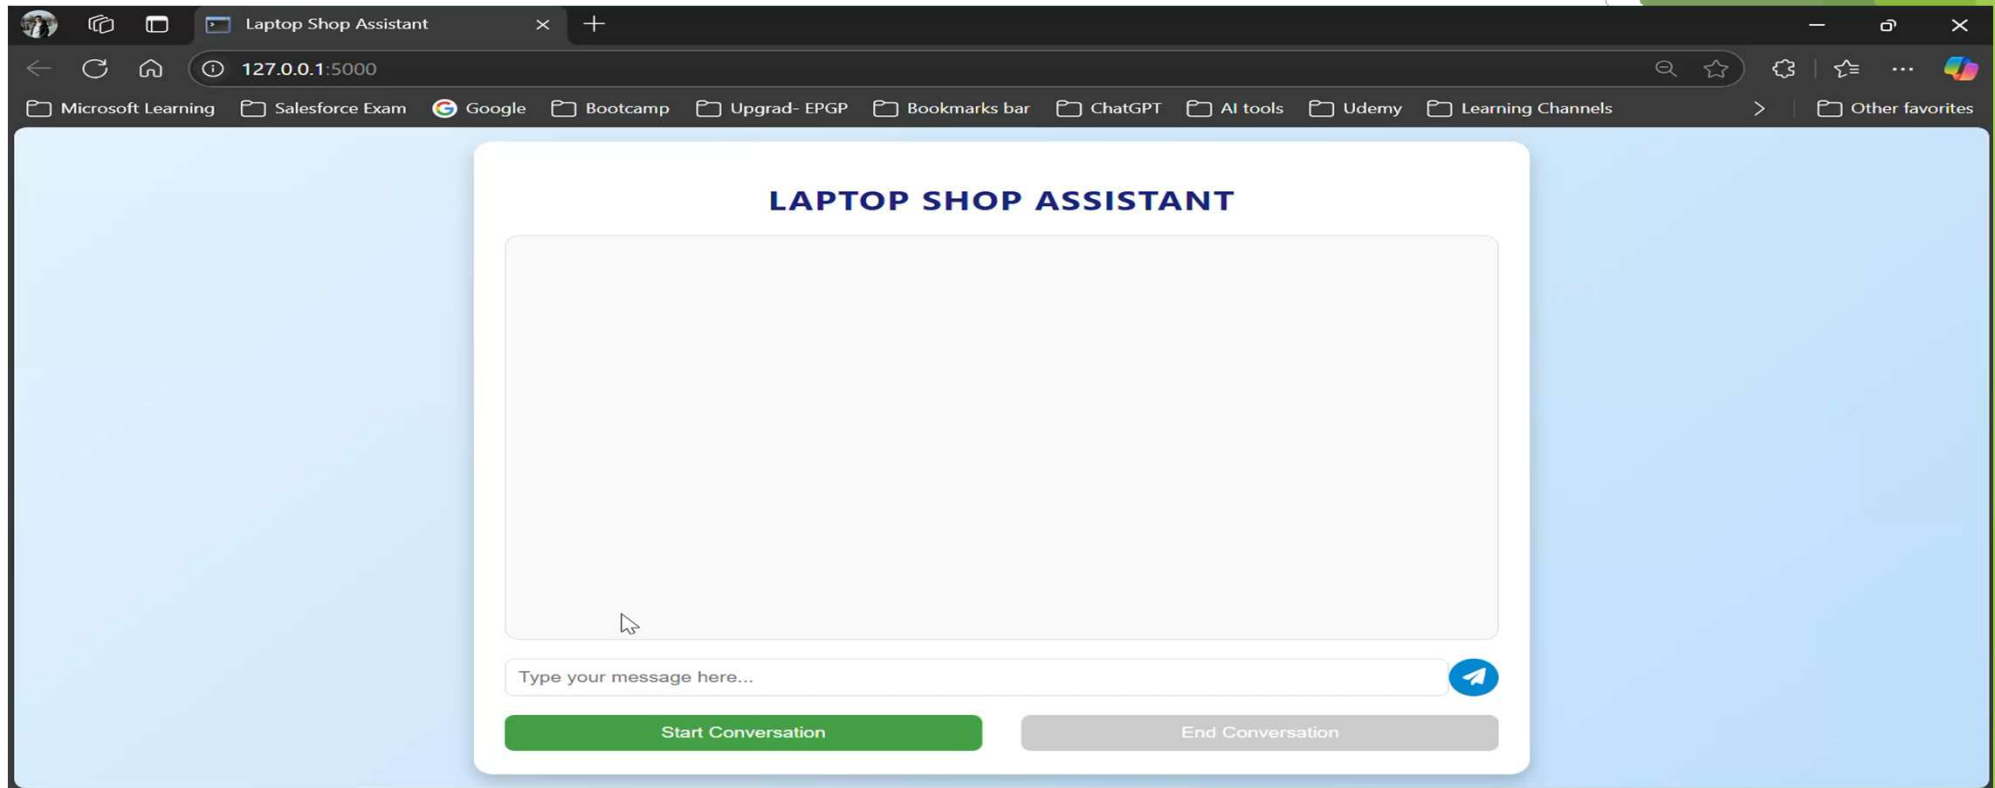 Laptop Shop Assistant
127.0.0.1:5000
Microsoft Learning Salesforce Exam Google Bootcamp Upgrad- EPGP Bookmarks bar ChatGPT AI tools Udemy Learning Channels Other favorites
LAPTOP SHOP ASSISTANT
Type your message here...
Start Conversation End Conversation